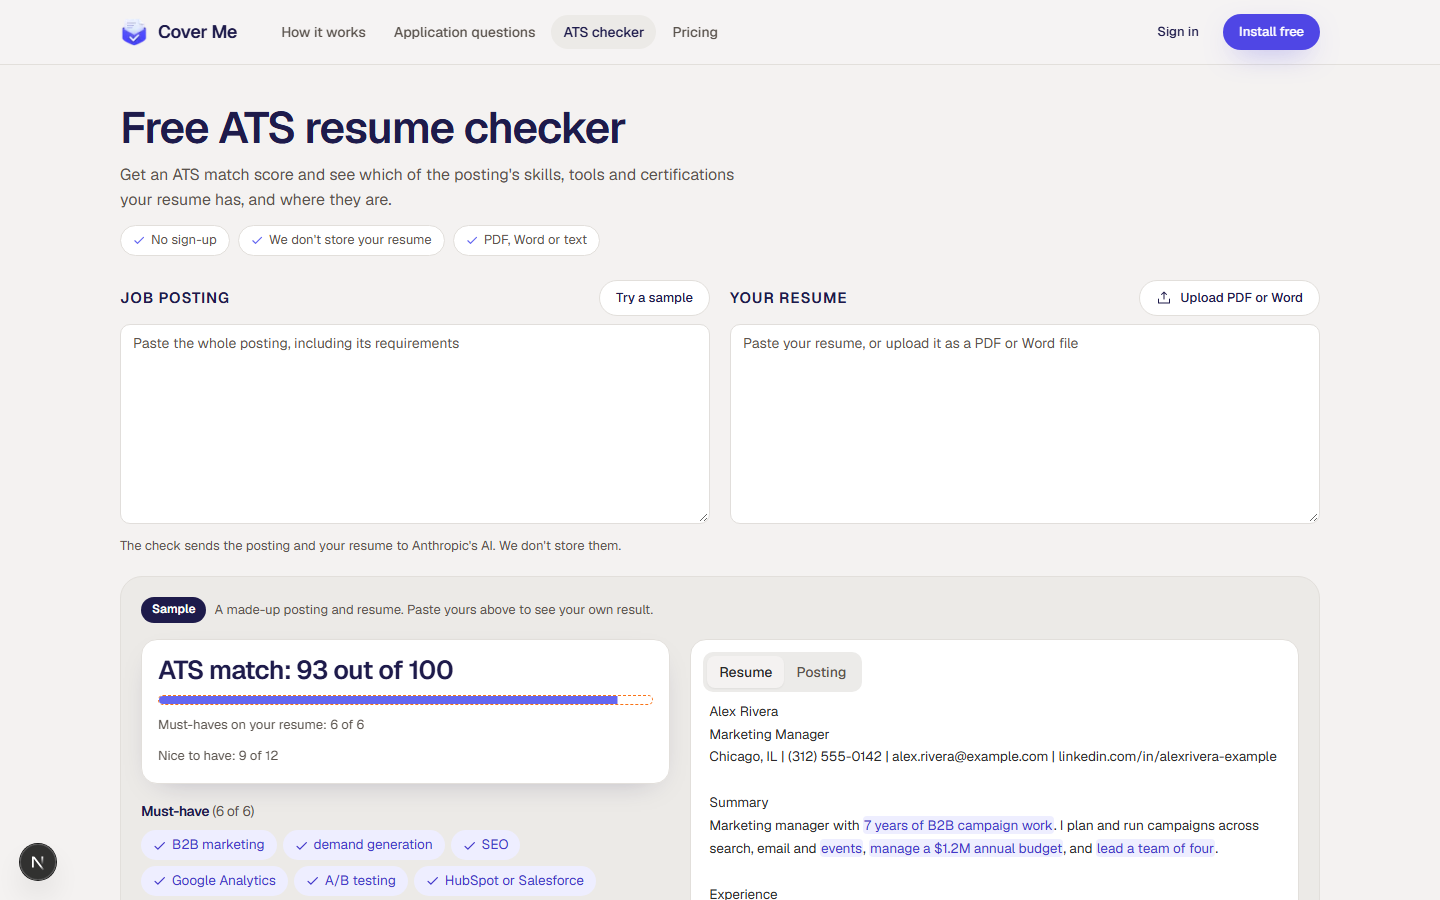 Cover Me
How it works
Application questions
ATS checker
Pricing
Sign in
Install free
Free ATS resume checker
Get an ATS match score and see which of the posting's skills, tools and certifications
your resume has, and where they are.
No sign-up
We don't store your resume
PDF, Word or text
JOB POSTING
Try a sample
YOUR RESUME
Upload PDF or Word
Paste the whole posting, including its requirements
Paste your resume, or upload it as a PDF or Word file
The check sends the posting and your resume to Anthropic's AI. We don't store them.
Sample
A made-up posting and resume. Paste yours above to see your own result.
ATS match: 93 out of 100
Must-haves on your resume: 6 of 6
Nice to have: 9 of 12
Must-have (6 of 6)
B2B marketing
demand generation
SEO
Google Analytics
A/B testing
HubSpot or Salesforce
Resume
Posting
Alex Rivera
Marketing Manager
Chicago, IL | (312) 555-0142 | alex.rivera@example.com | linkedin.com/in/alexrivera-example
Summary
Marketing manager with 7 years of B2B campaign work. I plan and run campaigns across
search, email and events, manage a $1.2M annual budget, and lead a team of four.
Experience
N